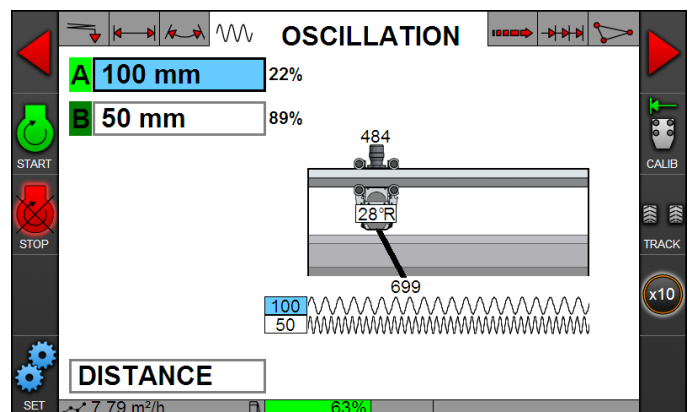 OSCILLATION
A 100 mm 22%
B 50 mm 89%
START
STOP
SET
484
28°R
699
100
50
CALIB
TRACK
x10
DISTANCE
7.79 m²/h 63%